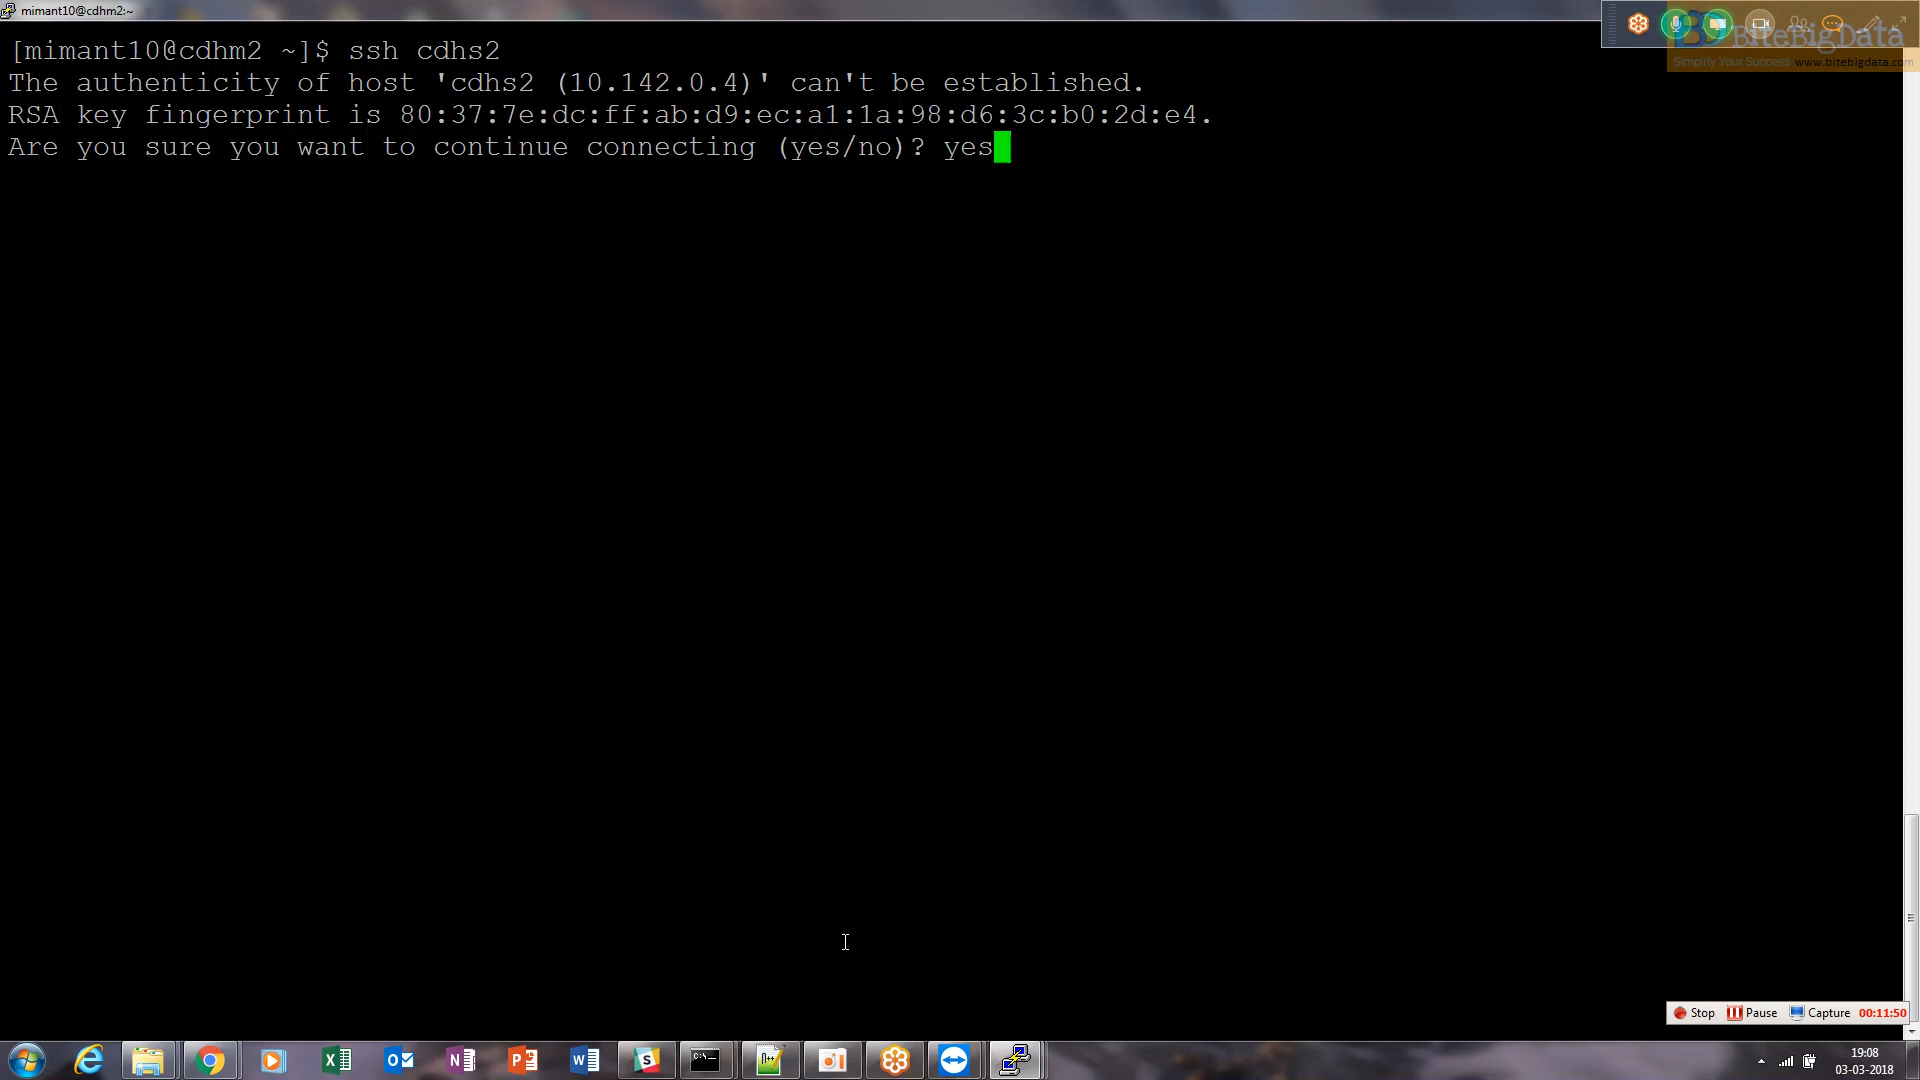 mimant10@cdhm2:~
[mimant10@cdhm2 ~]$ ssh cdhs2
The authenticity of host 'cdhs2 (10.142.0.4)' can't be established.
RSA key fingerprint is 80:37:7e:dc:ff:ab:d9:ec:a1:1a:98:d6:3c:b0:2d:e4.
Are you sure you want to continue connecting (yes/no)? yes
BiteBigData
Simplify Your Success www.bitebigdata.com
Stop Pause Capture 00:11:50
19:08
03-03-2018